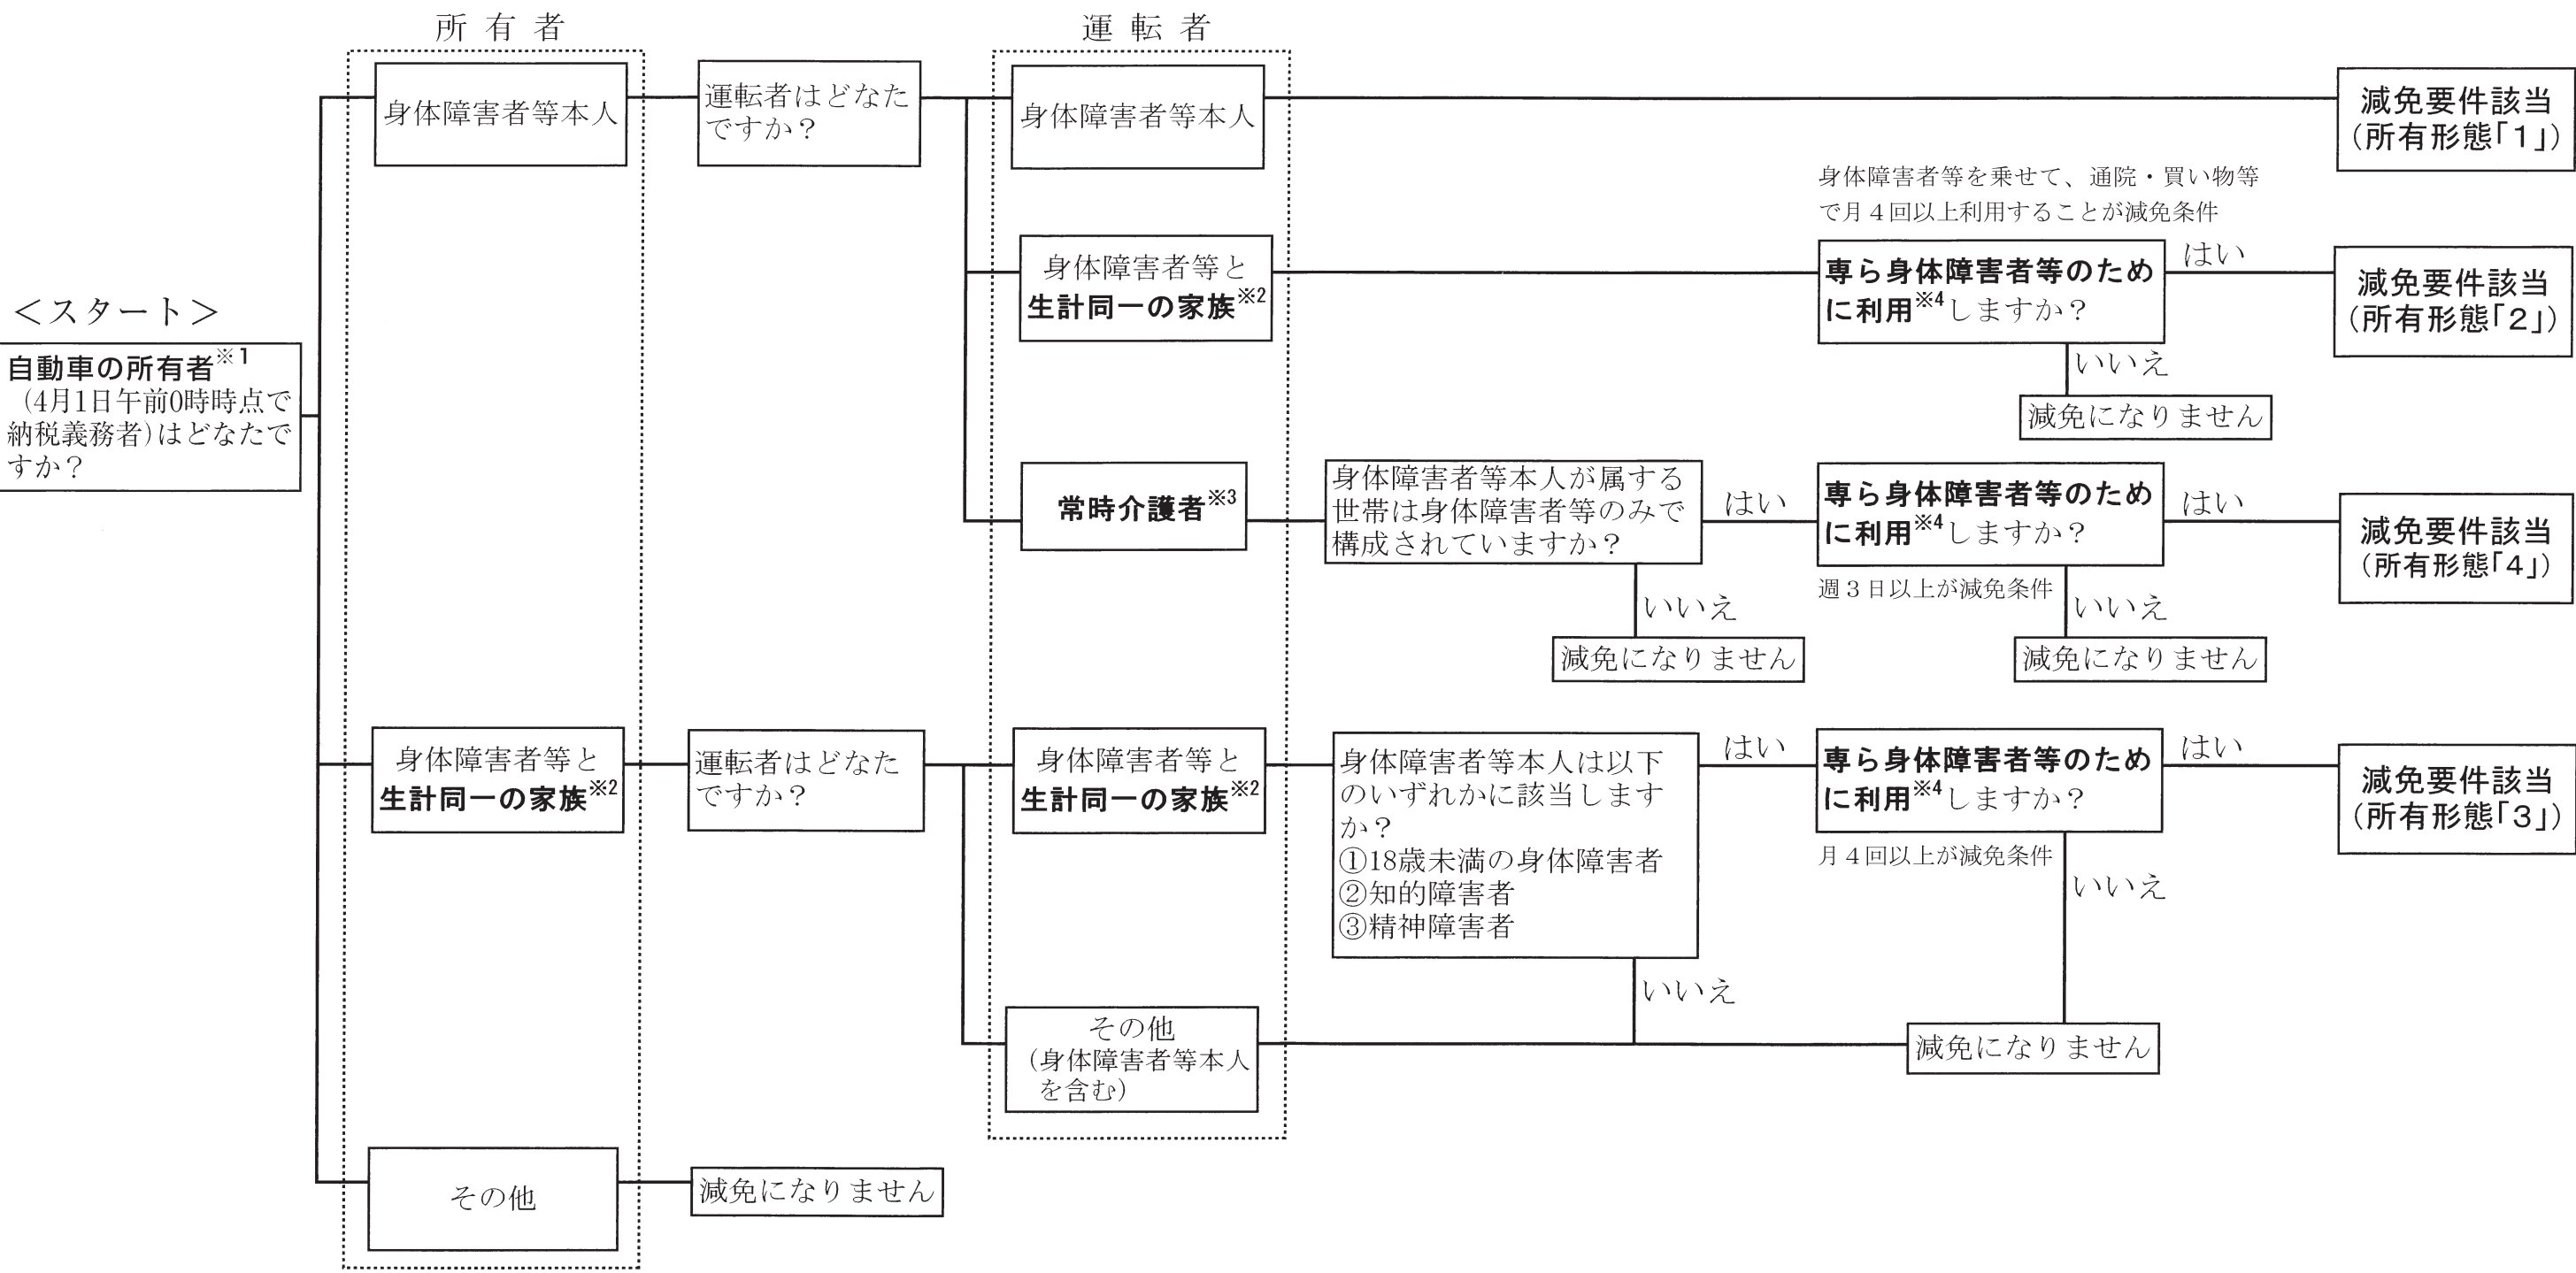 所有者
運転者
身体障害者等本人
運転者はどなた
ですか？
身体障害者等本人
減免要件該当
（所有形態「１」）
身体障害者等を乗せて、通院・買い物等
で月４回以上利用することが減免条件
身体障害者等と
生計同一の家族※2
専ら身体障害者等のため
に利用※4しますか？
はい
減免要件該当
（所有形態「２」）
いいえ
減免になりません
＜スタート＞
自動車の所有者※1
（4月1日午前0時時点で
納税義務者）はどなたで
すか？
常時介護者※3
身体障害者等本人が属する
世帯は身体障害者等のみで
構成されていますか？
はい
専ら身体障害者等のため
に利用※4しますか？
はい
減免要件該当
（所有形態「４」）
週３日以上が減免条件
いいえ
いいえ
減免になりません
減免になりません
身体障害者等と
生計同一の家族※2
運転者はどなた
ですか？
身体障害者等と
生計同一の家族※2
身体障害者等本人は以下
のいずれかに該当します
か？
①18歳未満の身体障害者
②知的障害者
③精神障害者
はい
専ら身体障害者等のため
に利用※4しますか？
はい
減免要件該当
（所有形態「３」）
月４回以上が減免条件
いいえ
いいえ
その他
（身体障害者等本人
を含む）
減免になりません
その他
減免になりません